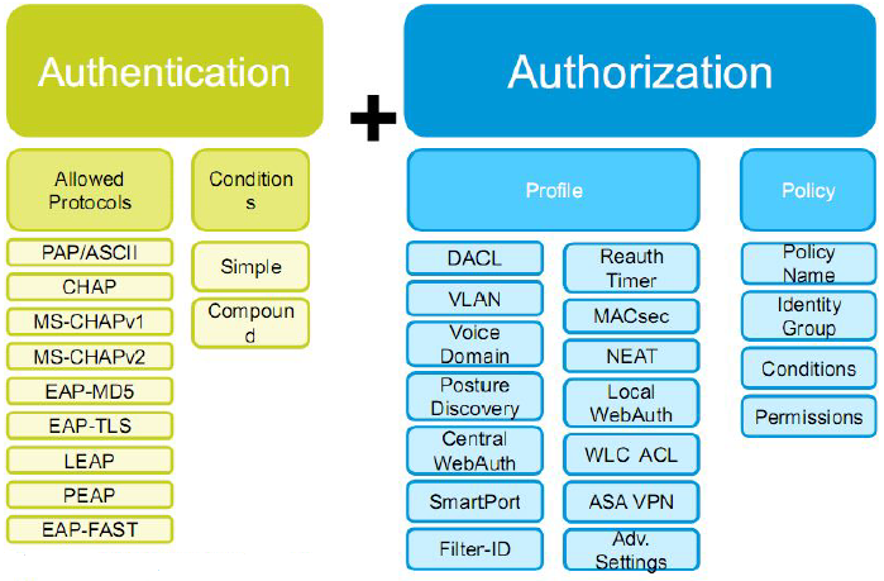 Authentication
+
Authorization
Allowed
Protocols
Condition
s
Profile
Policy
PAP/ASCII
CHAP
MS-CHAPv1
MS-CHAPv2
EAP-MD5
EAP-TLS
LEAP
PEAP
EAP-FAST
Simple
Compoun
d
DACL
VLAN
Voice
Domain
Posture
Discovery
Central
WebAuth
SmartPort
Filter-ID
Reauth
Timer
MACsec
NEAT
Local
WebAuth
WLC ACL
ASA VPN
Adv.
Settings
Policy
Name
Identity
Group
Conditions
Permissions